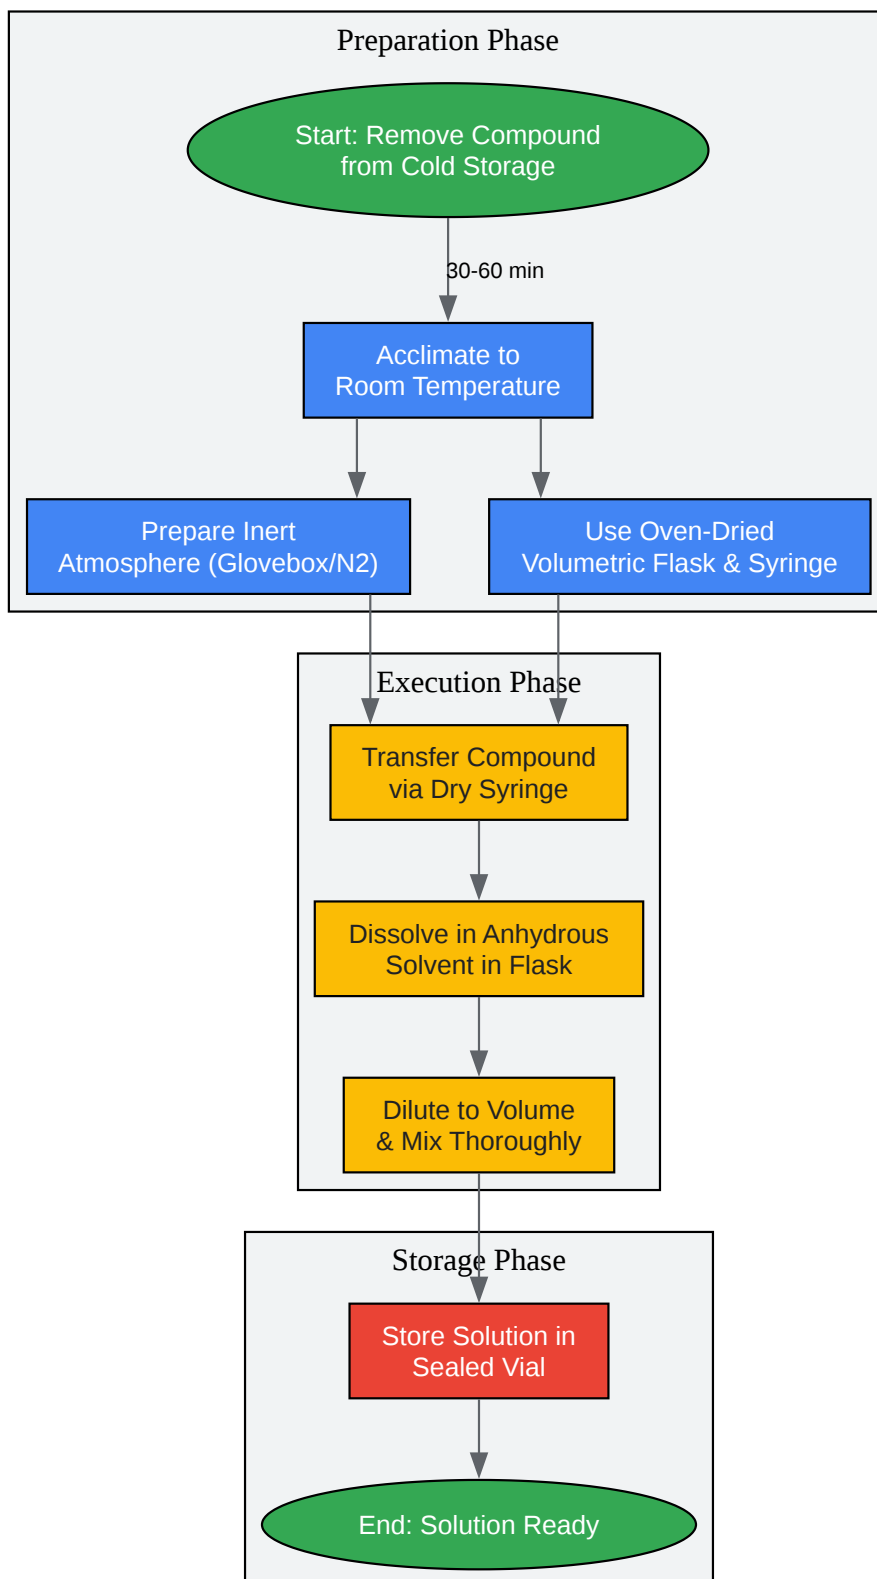 Preparation Phase
Start: Remove Compound
from Cold Storage
30-60 min
Acclimate to
Room Temperature
Prepare Inert
Atmosphere (Glovebox/N2)
Use Oven-Dried
Volumetric Flask & Syringe
Execution Phase
Transfer Compound
via Dry Syringe
Dissolve in Anhydrous
Solvent in Flask
Dilute to Volume
& Mix Thoroughly
Storage Phase
Store Solution in
Sealed Vial
End: Solution Ready